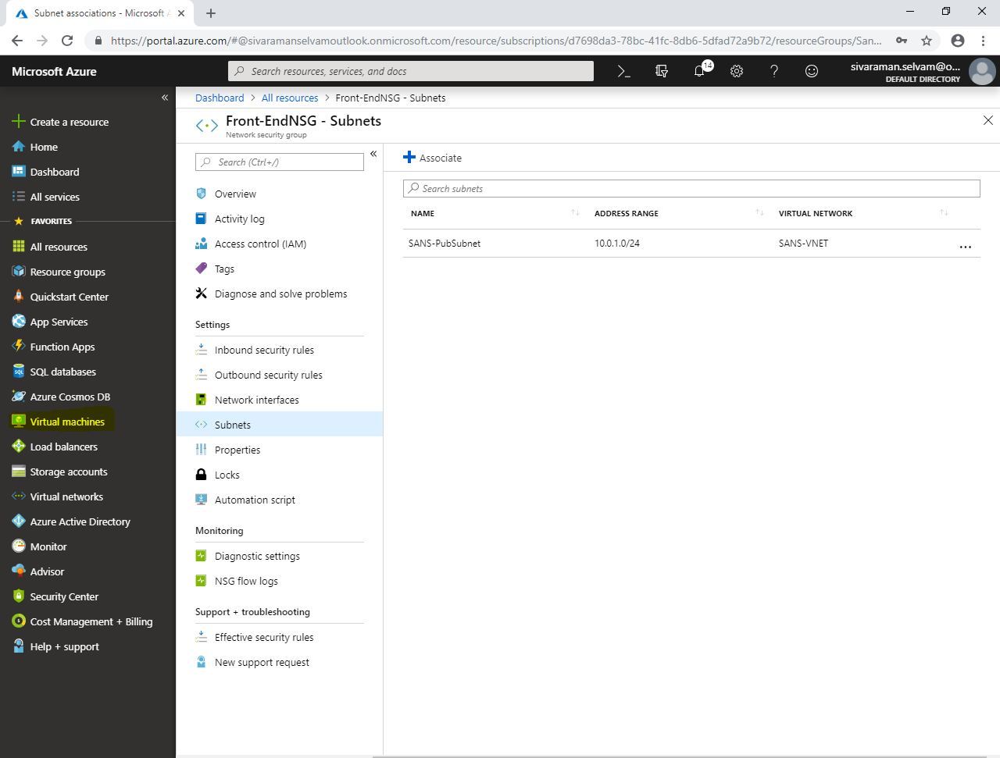 Subnet associations - Microsoft A
https://portal.azure.com/#@sivaramanselvamoutlook.onmicrosoft.com/resource/subscriptions/d7698da3-78bc-41fc-8db6-5dfad72a9b72/resourceGroups/San...
Microsoft Azure
Search resources, services, and docs
14
sivaraman.selvam@o...
DEFAULT DIRECTORY
Create a resource
Home
Dashboard
All services
FAVORITES
All resources
Resource groups
Quickstart Center
App Services
Function Apps
SQL databases
Azure Cosmos DB
Virtual machines
Load balancers
Storage accounts
Virtual networks
Azure Active Directory
Monitor
Advisor
Security Center
Cost Management + Billing
Help + support
Dashboard > All resources > Front-EndNSG - Subnets
Front-EndNSG - Subnets
Network security group
Search (Ctrl+/)
Overview
Activity log
Access control (IAM)
Tags
Diagnose and solve problems
Settings
Inbound security rules
Outbound security rules
Network interfaces
Subnets
Properties
Locks
Automation script
Monitoring
Diagnostic settings
NSG flow logs
Support + troubleshooting
Effective security rules
New support request
Associate
Search subnets
NAME ADDRESS RANGE VIRTUAL NETWORK
SANS-PubSubnet 10.0.1.0/24 SANS-VNET ...